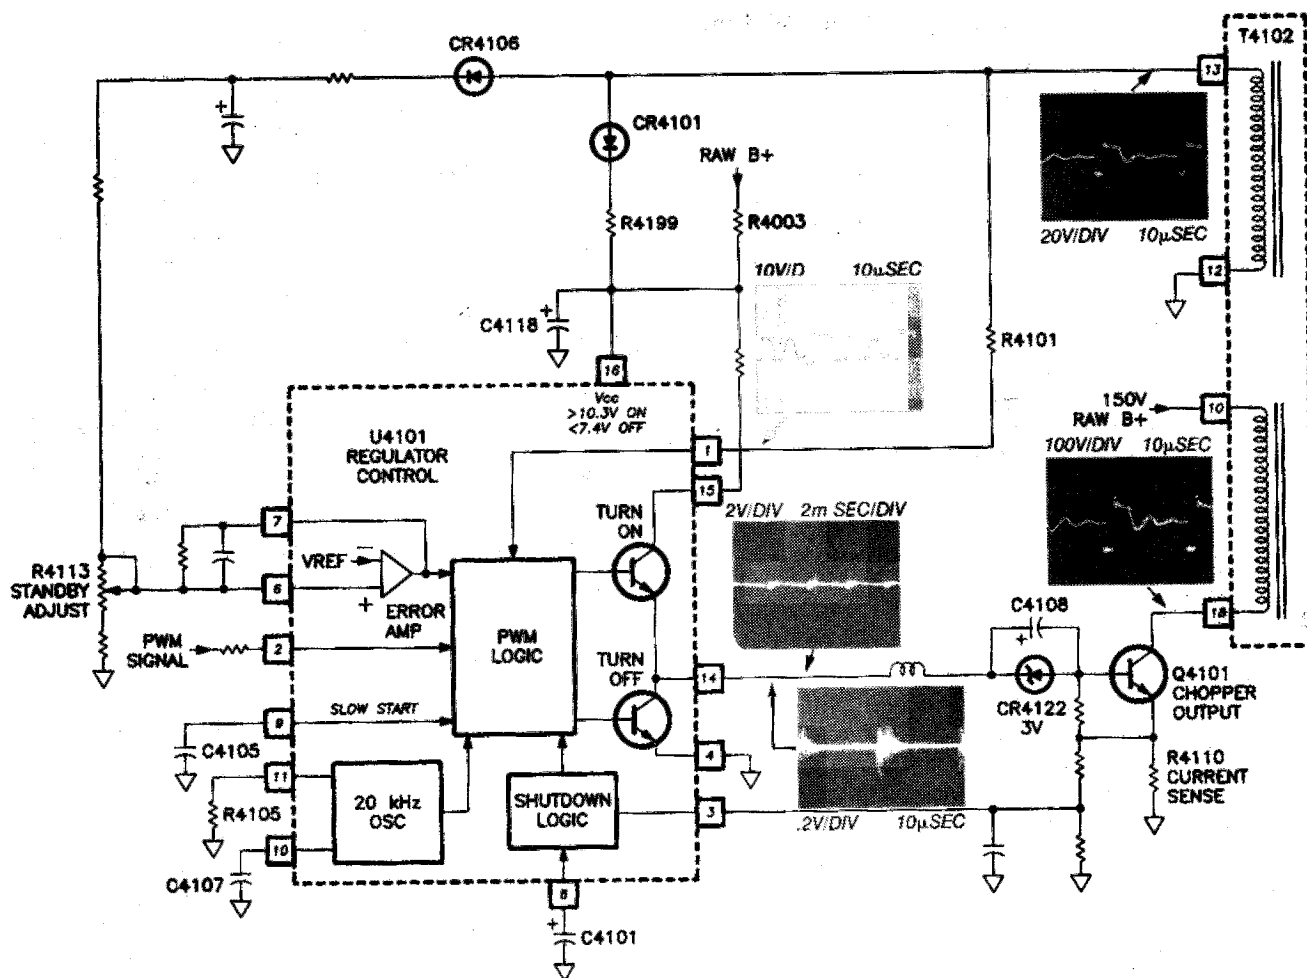 T4102
CR4106
13
CR4101
RAW B+
R4199
R4003
20V/DIV 10µSEC
12
10V/D 10µSEC
C4118
R4101
16
Vcc
>10.3V ON
<7.4V OFF
150V
RAW B+
10
U4101
REGULATOR
CONTROL
1
100V/DIV 10µSEC
15
TURN
ON
2V/DIV 2m SEC/DIV
7
VREF
R4113
STANDBY
ADJUST
6
+
ERROR
AMP
PWM
LOGIC
C4108
18
PWM
SIGNAL
2
TURN
OFF
14
Q4101
CHOPPER
OUTPUT
CR4122
3V
SLOW START
9
C4105
4
R4110
CURRENT
SENSE
11
R4105
20 kHz
OSC
SHUTDOWN
LOGIC
3
.2V/DIV 10µSEC
10
C4107
C4101